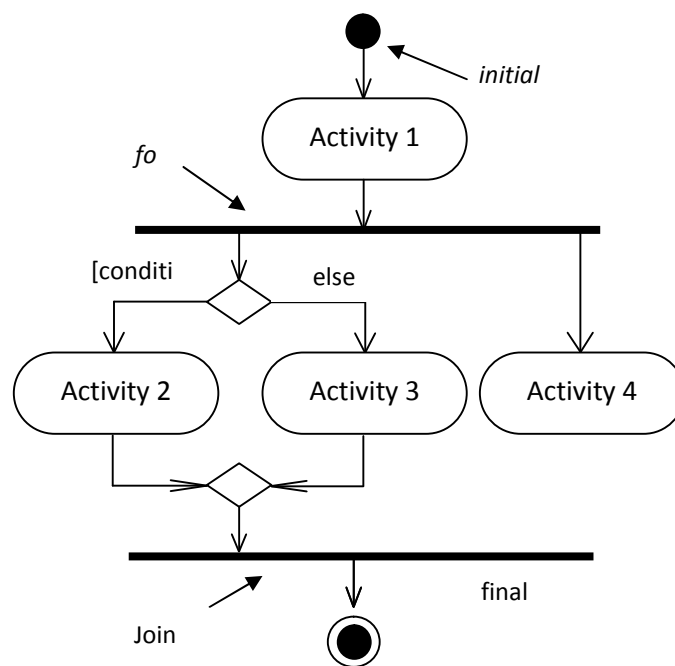 initial
Activity 1
fo
[conditi
else
Activity 2
Activity 3
Activity 4
final
Join